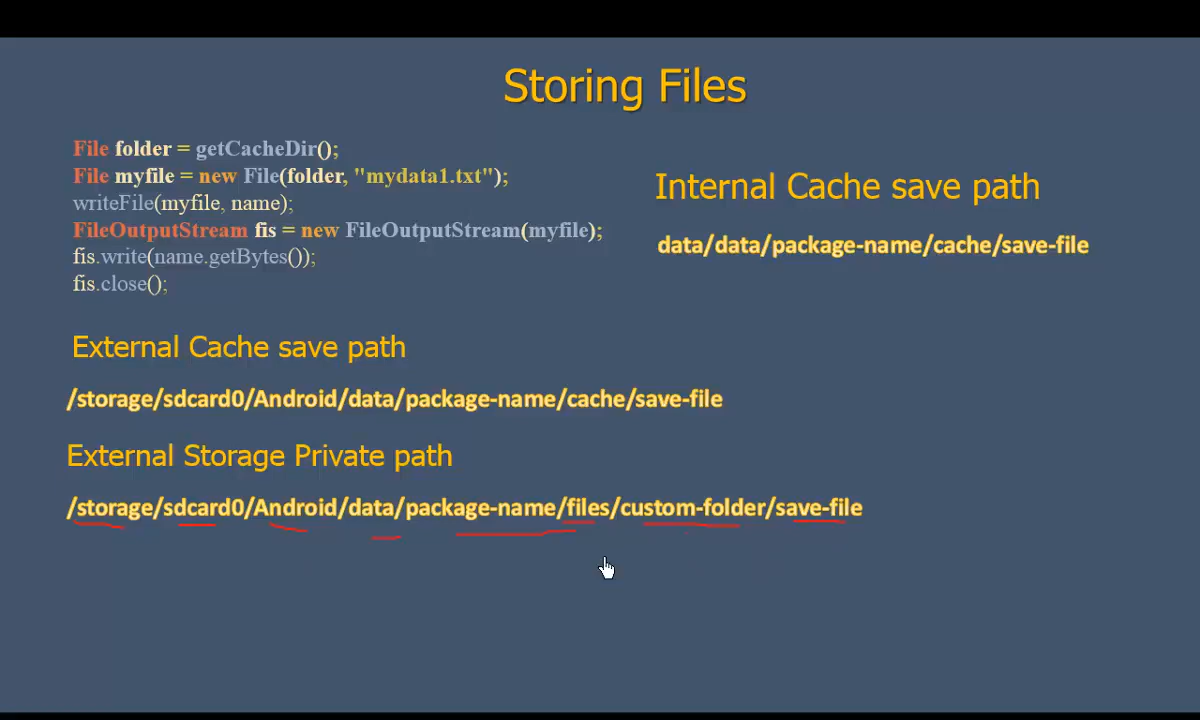 Storing Files
File folder = getCacheDir();
File myfile = new File(folder, "mydata1.txt");
writeFile(myfile, name);
FileOutputStream fis = new FileOutputStream(myfile);
fis.write(name.getBytes());
fis.close();
Internal Cache save path
data/data/package-name/cache/save-file
External Cache save path
/storage/sdcard0/Android/data/package-name/cache/save-file
External Storage Private path
/storage/sdcard0/Android/data/package-name/files/custom-folder/save-file